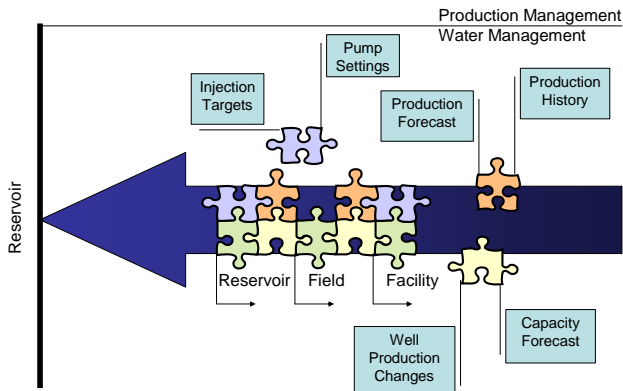 Production Management
Water Management
Pump
Settings
Injection
Targets
Production
Forecast
Production
History
Reservoir
Reservoir
Field
Facility
Well
Production
Changes
Capacity
Forecast